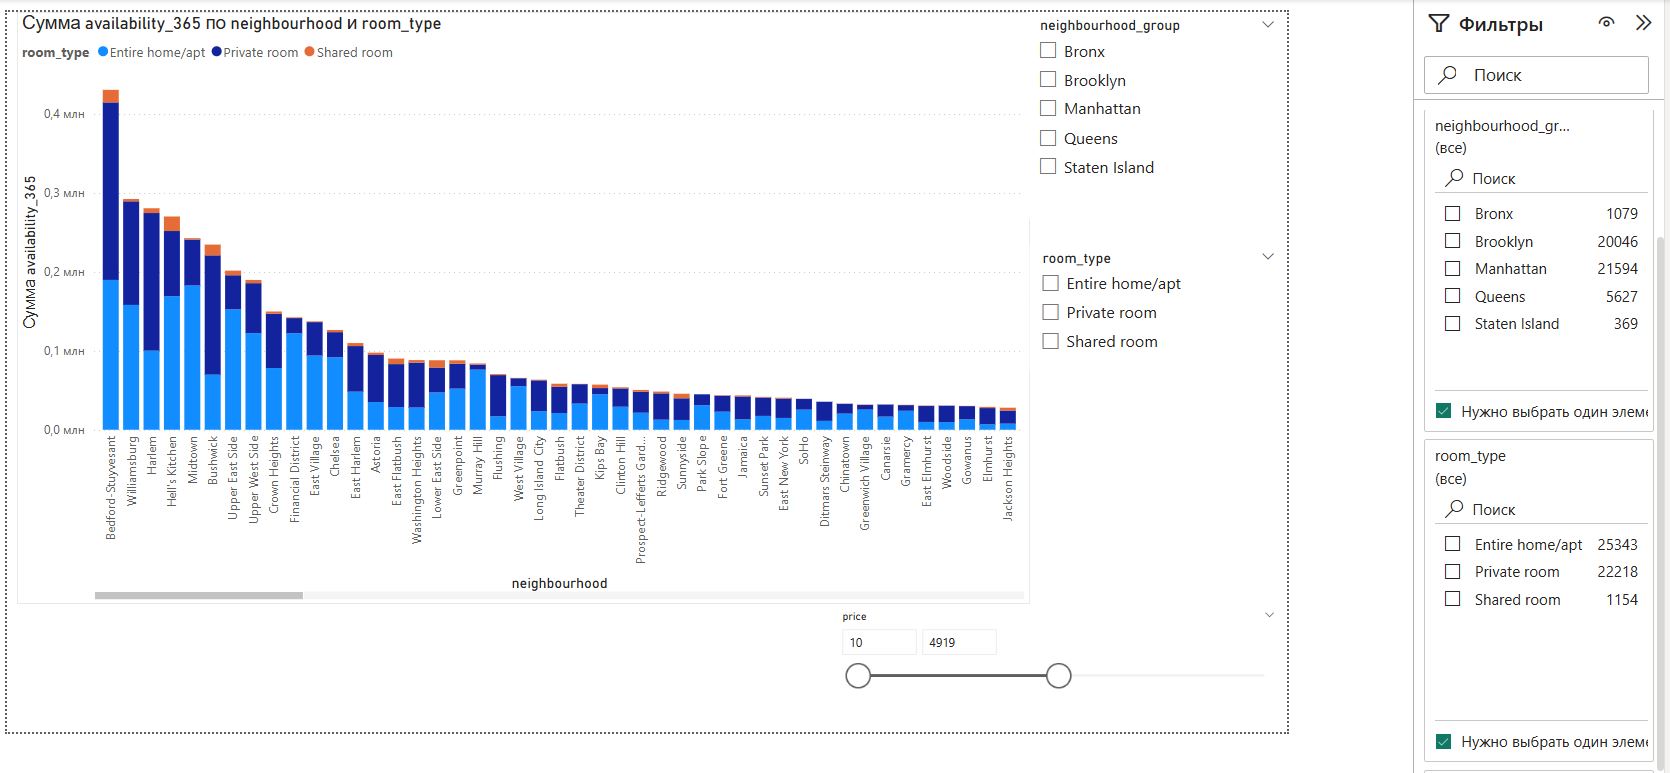 Сумма availability_365 по neighbourhood и room_type
room_type Entire home/apt Private room Shared room
Сумма availability_365
0,4 млн
0,3 млн
0,2 млн
0,1 млн
0,0 млн
Bedford-Stuyvesant
Williamsburg
Harlem
Hell's Kitchen
Midtown
Bushwick
Upper East Side
Upper West Side
Crown Heights
Financial District
East Village
Chelsea
East Harlem
Astoria
East Flatbush
Washington Heights
Lower East Side
Greenpoint
Murray Hill
Flushing
West Village
Long Island City
Flatbush
Theater District
Kips Bay
Clinton Hill
Prospect-Lefferts Gard...
Ridgewood
Sunnyside
Park Slope
Fort Greene
Jamaica
Sunset Park
East New York
SoHo
Ditmars Steinway
Chinatown
Greenwich Village
Canarsie
Gramercy
East Elmhurst
Woodside
Gowanus
Elmhurst
Jackson Heights
neighbourhood
neighbourhood_group
Bronx
Brooklyn
Manhattan
Queens
Staten Island
room_type
Entire home/apt
Private room
Shared room
price
10 4919
Фильтры
Поиск
neighbourhood_gr...
(все)
Поиск
Bronx 1079
Brooklyn 20046
Manhattan 21594
Queens 5627
Staten Island 369
Нужно выбрать один элеме
room_type
(все)
Поиск
Entire home/apt 25343
Private room 22218
Shared room 1154
Нужно выбрать один элеме